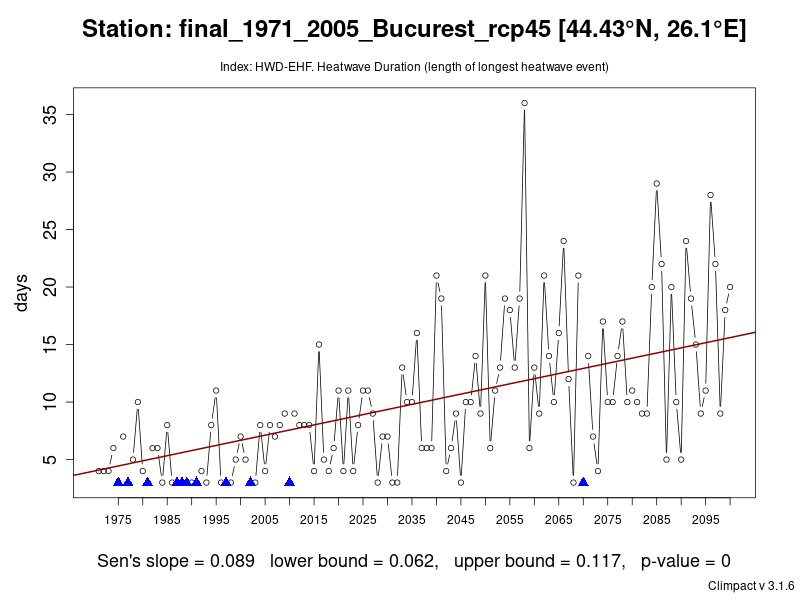 Station: final_1971_2005_Bucurest_rcp45 [44.43°N, 26.1°E]
Index: HWD-EHF. Heatwave Duration (length of longest heatwave event)
35
30
25
20
15
10
5
days
1975 1985 1995 2005 2015 2025 2035 2045 2055 2065 2075 2085 2095
Sen's slope = 0.089 lower bound = 0.062, upper bound = 0.117, p-value = 0
Climpact v 3.1.6